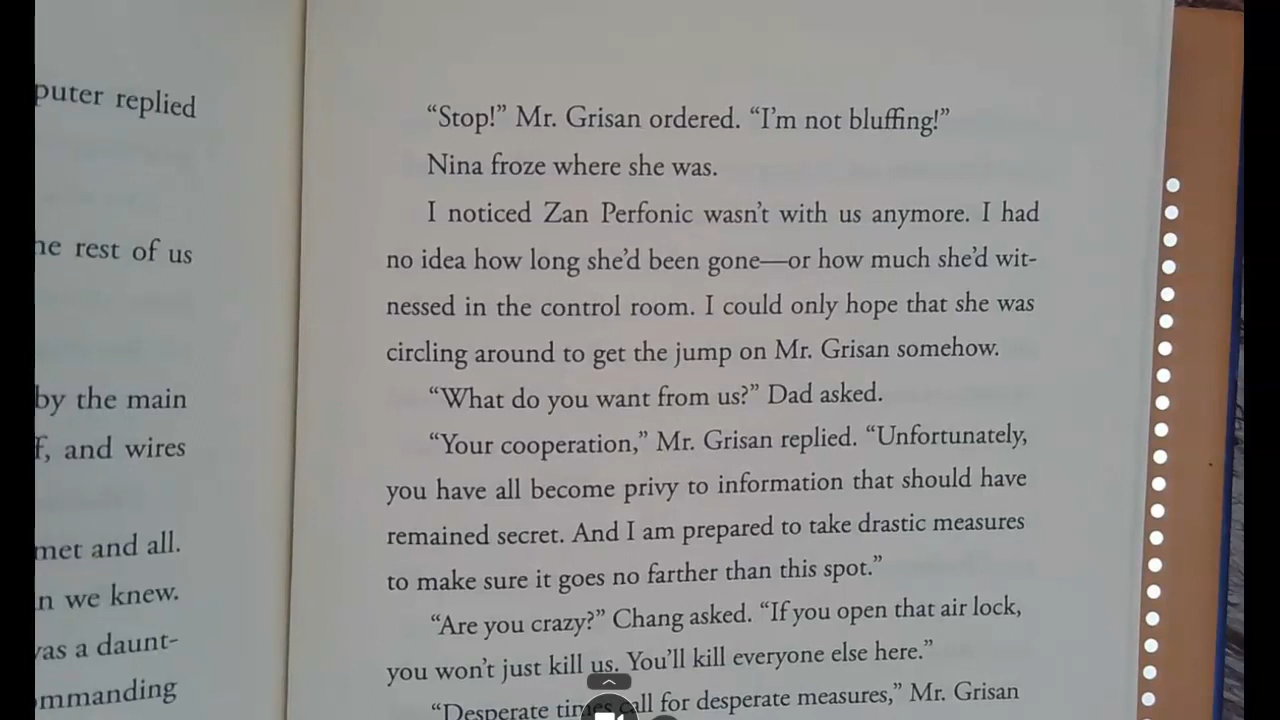 puter replied
he rest of us
by the main
f, and wires
met and all.
n we knew.
was a daunt-
ommanding
“Stop!” Mr. Grisan ordered. “I’m not bluffing!”
Nina froze where she was.
I noticed Zan Perfonic wasn’t with us anymore. I had
no idea how long she’d been gone—or how much she’d wit-
nessed in the control room. I could only hope that she was
circling around to get the jump on Mr. Grisan somehow.
“What do you want from us?” Dad asked.
“Your cooperation,” Mr. Grisan replied. “Unfortunately,
you have all become privy to information that should have
remained secret. And I am prepared to take drastic measures
to make sure it goes no farther than this spot.”
“Are you crazy?” Chang asked. “If you open that air lock,
you won’t just kill us. You’ll kill everyone else here.”
“Desperate times call for desperate measures,” Mr. Grisan